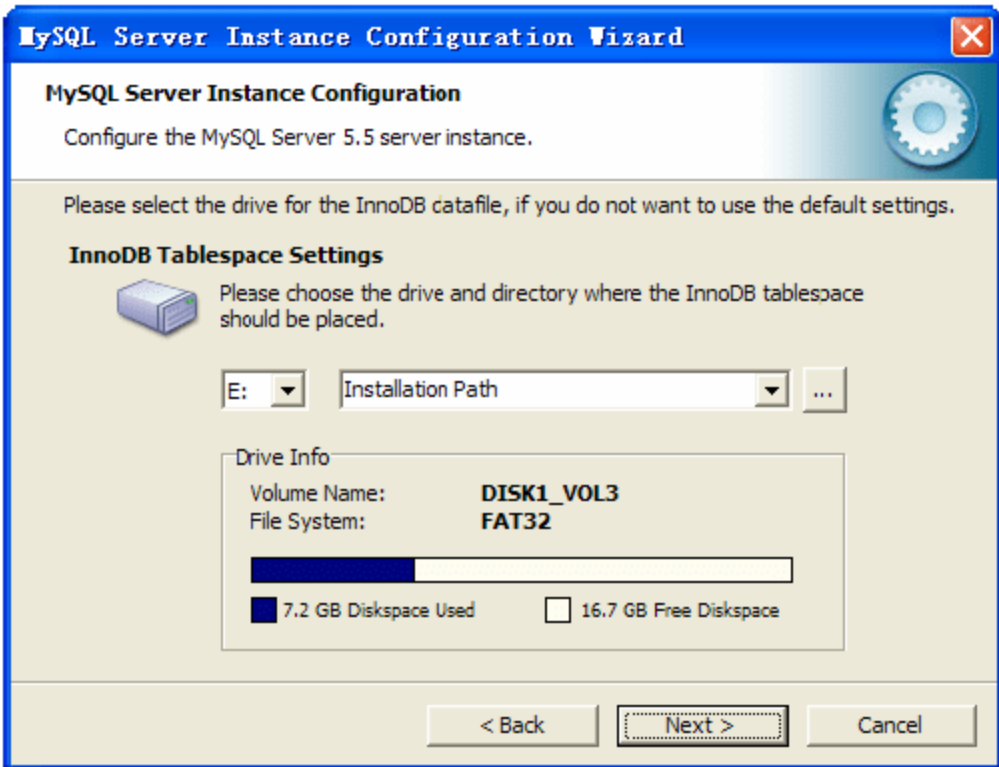 MySQL Server Instance Configuration Wizard
MySQL Server Instance Configuration
Configure the MySQL Server 5.5 server instance.
Please select the drive for the InnoDB datafile, if you do not want to use the default settings.
InnoDB Tablespace Settings
Please choose the drive and directory where the InnoDB tablespace
should be placed.
E: Installation Path ...
Drive Info
Volume Name: DISK1_VOL3
File System: FAT32
7.2 GB Diskspace Used 16.7 GB Free Diskspace
< Back Next > Cancel